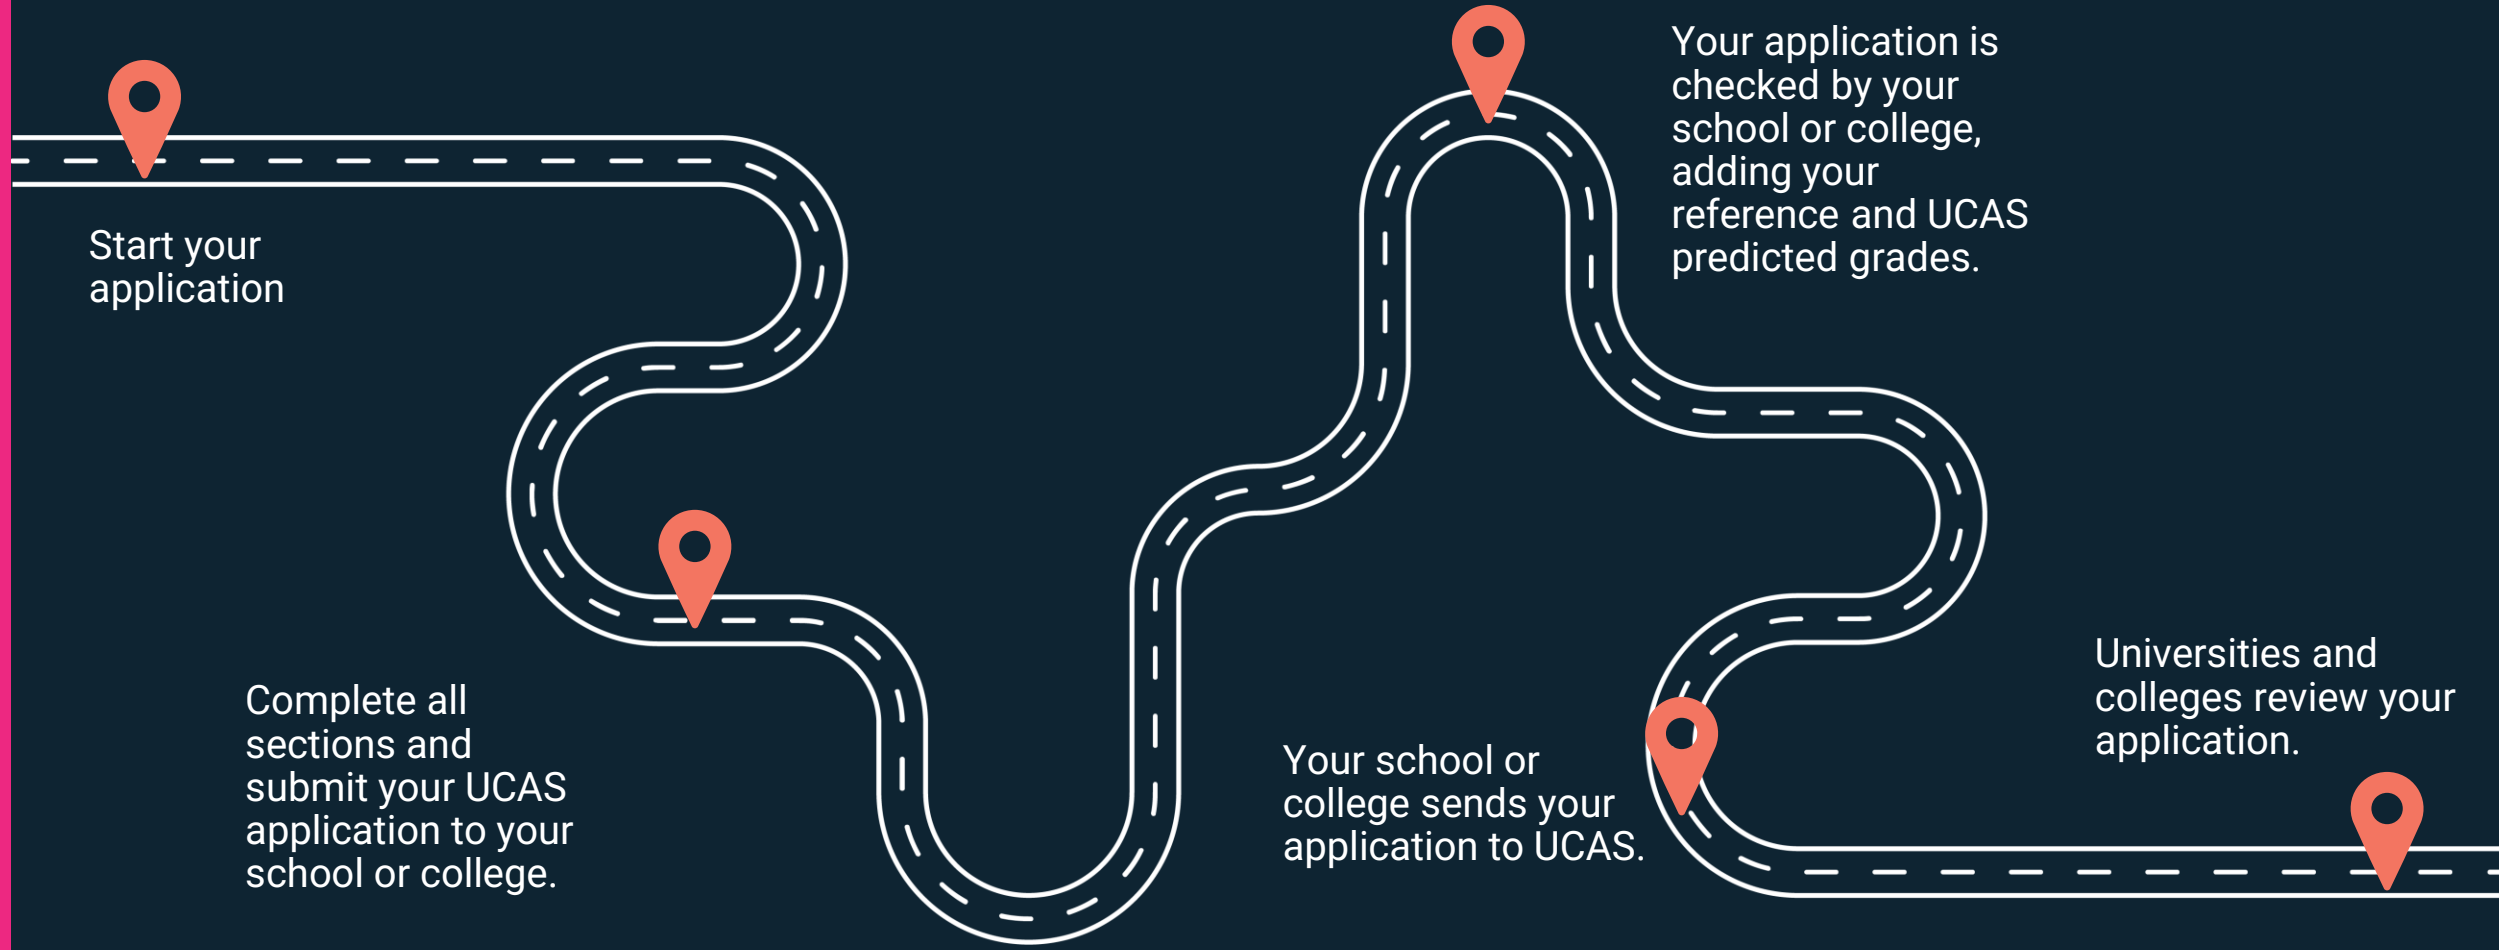 Start your
application
Complete all
sections and
submit your UCAS
application to your
school or college.
Your application is
checked by your
school or college,
adding your
reference and UCAS
predicted grades.
Your school or
college sends your
application to UCAS.
Universities and
colleges review your
application.